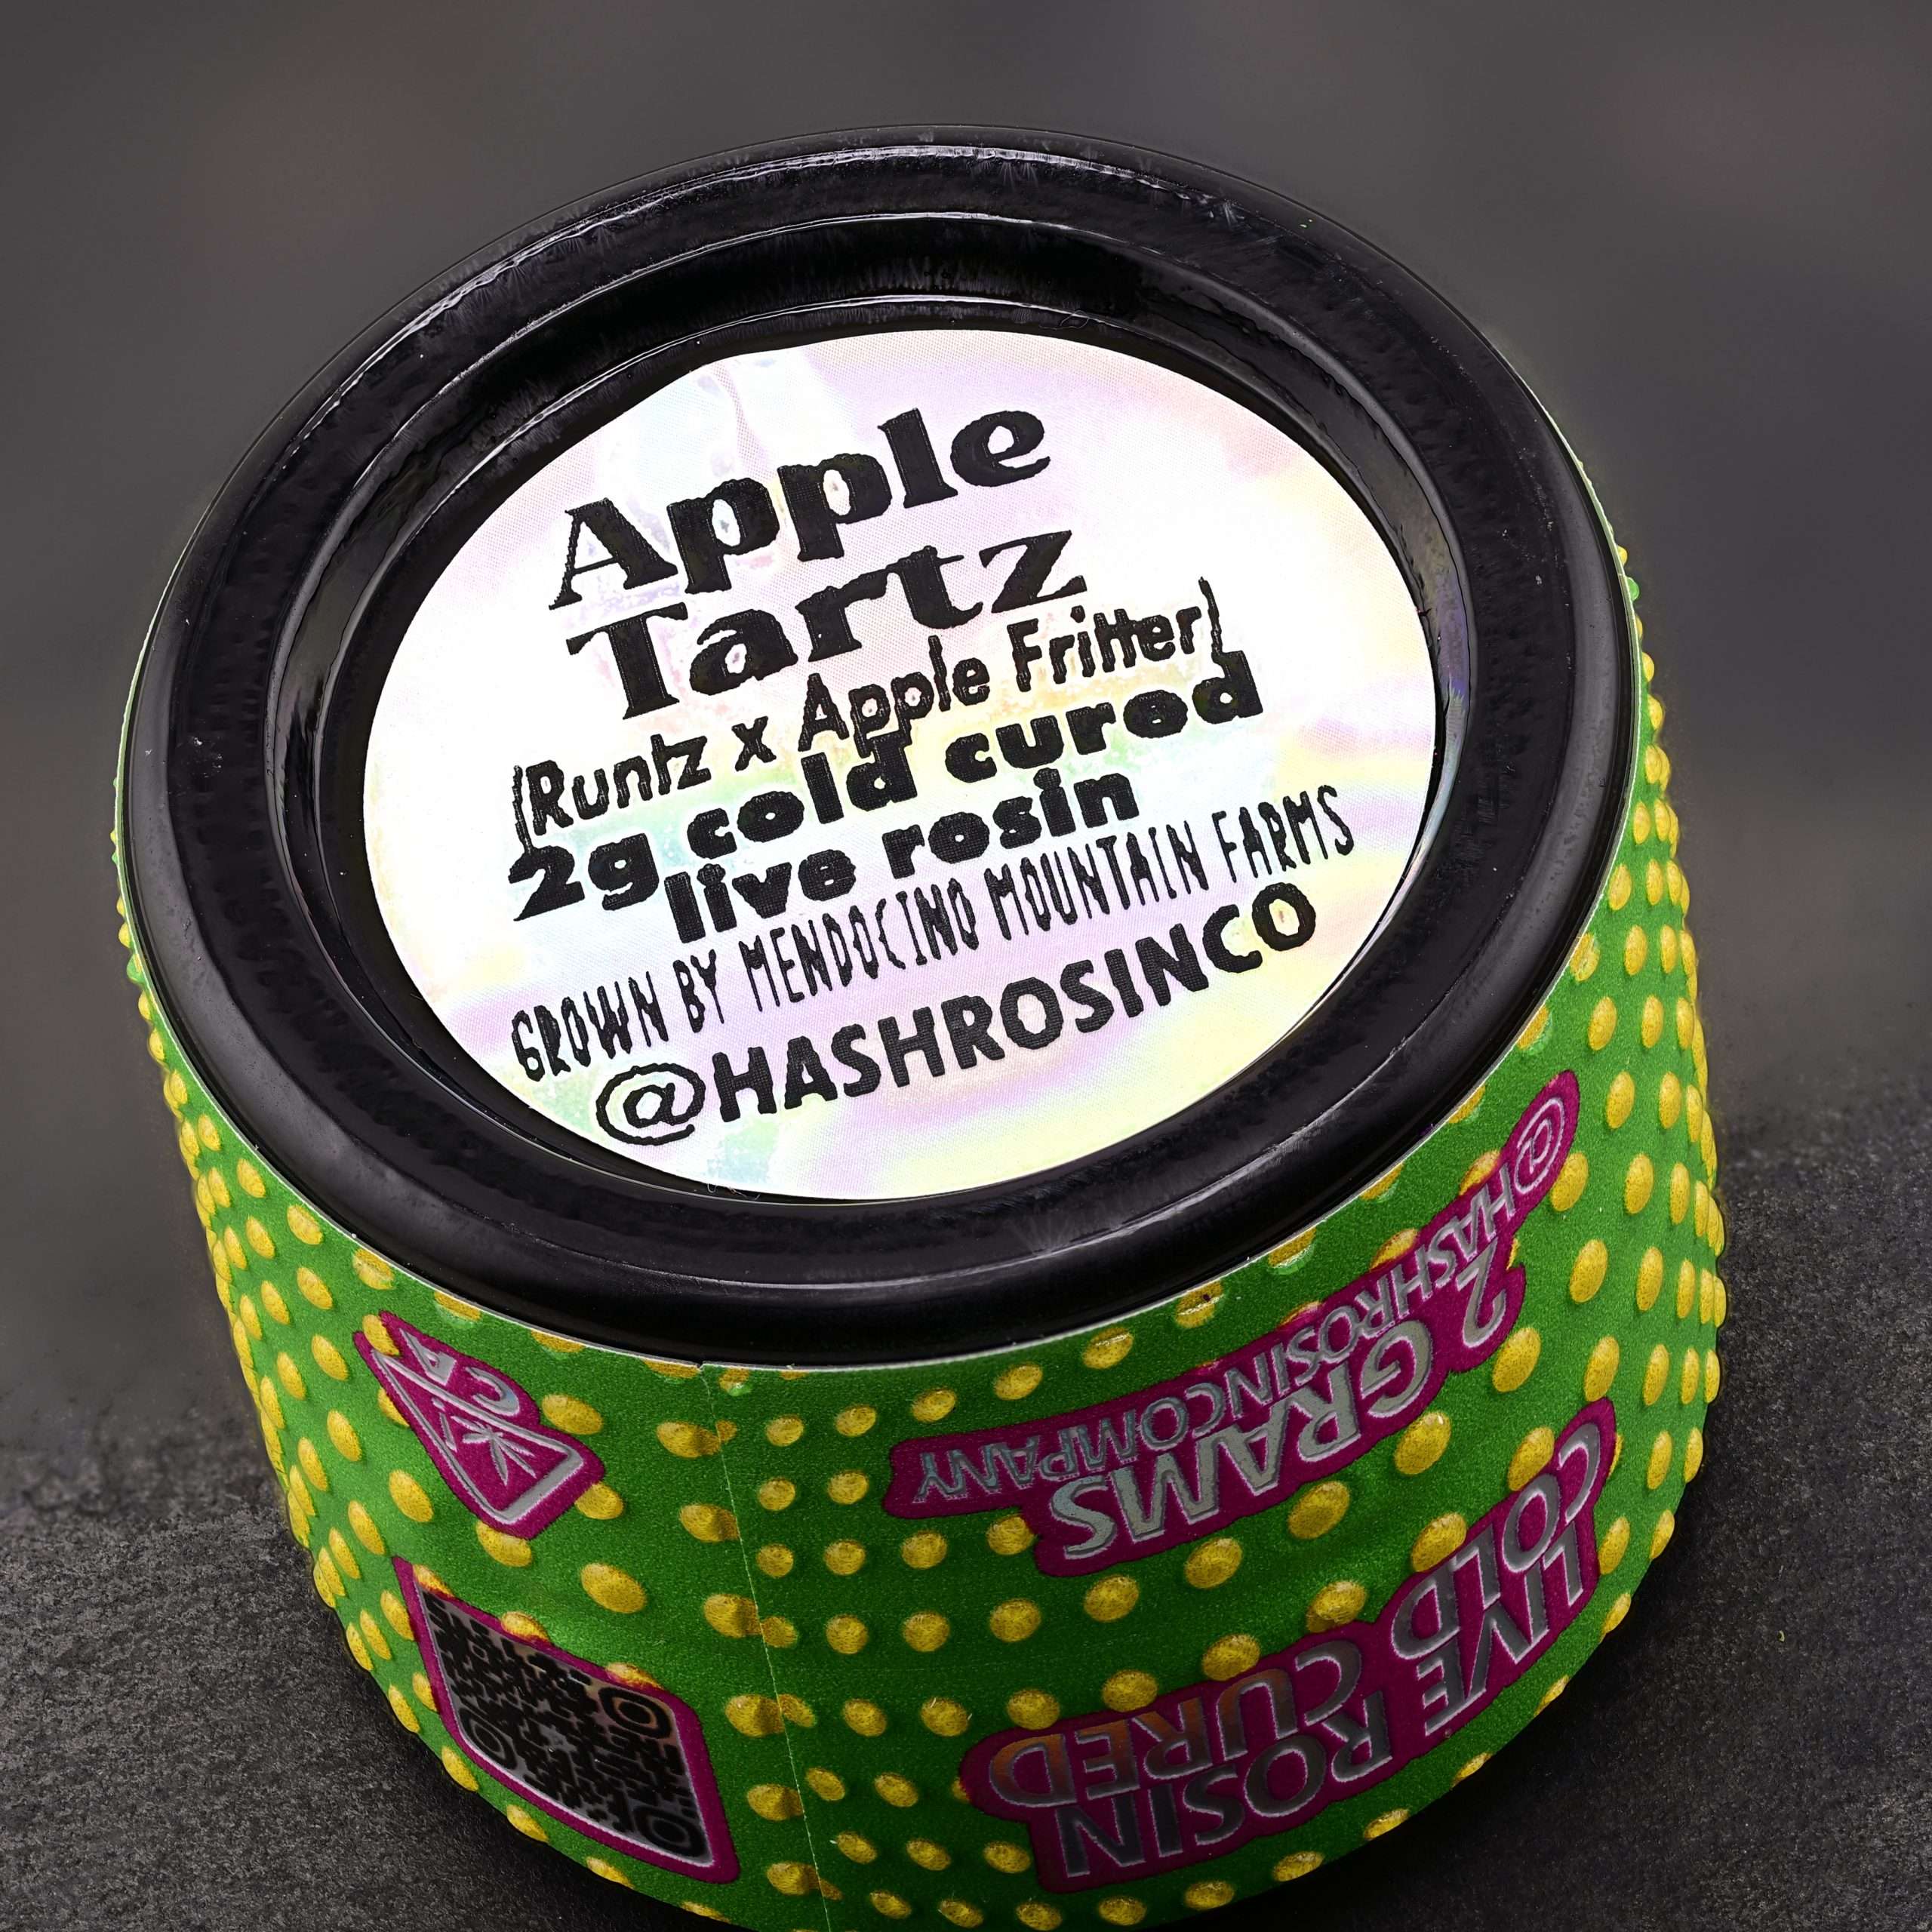 Apple
Tartz
(Runtz x Apple Fritter)
2g cold cured
live rosin
GROWN BY MENDOCINO MOUNTAIN FARMS
@HASHROSINCO
@HASHROSINCOMPANY
2 GRAMS
COLD CURED
LIVE ROSIN
CA